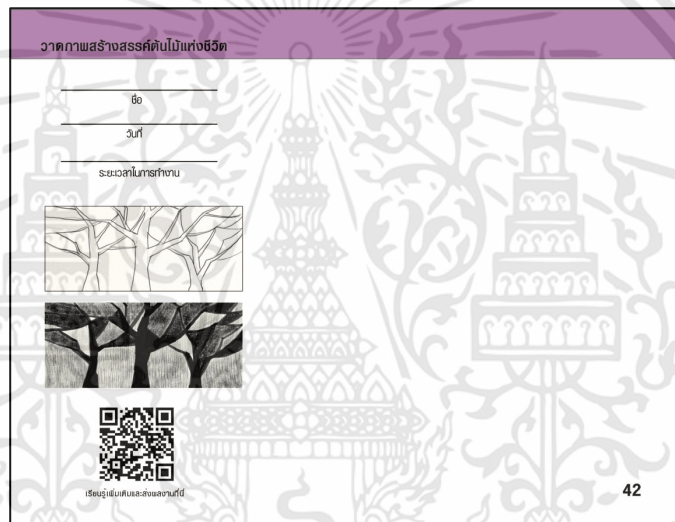 วาดภาพสร้างสรรค์ต้นไม้แห่งชีวิต
ชื่อ
วันที่
ระยะเวลาในการทำงาน
เรียนรู้เพิ่มเติมและส่งผลงานที่นี่
42